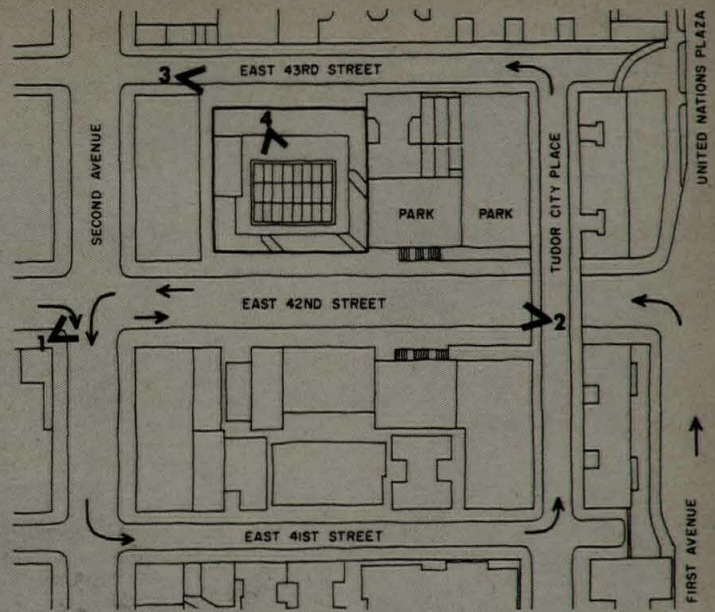 EAST 43RD STREET
3
4
SECOND AVENUE
UNITED NATIONS PLAZA
TUDOR CITY PLACE
PARK
PARK
EAST 42ND STREET
1
2
EAST 41ST STREET
FIRST AVENUE